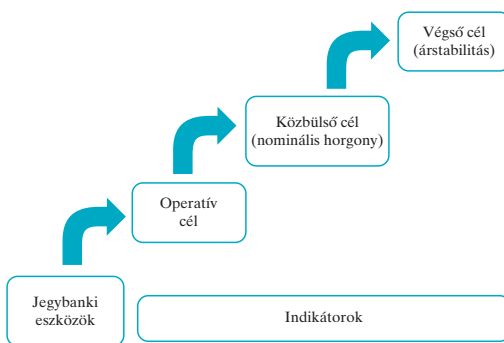 Végső cél
(árstabilitás)
Közbülső cél
(nominális horgony)
Operatív
cél
Jegybanki
eszközök
Indikátorok